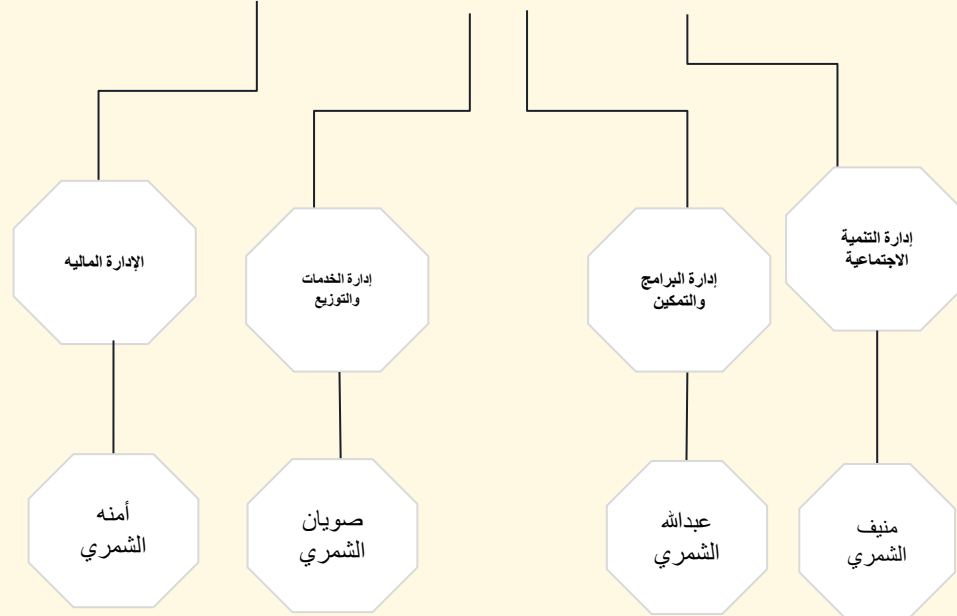 إدارة التنمية
الاجتماعية
إدارة البرامج
والتمكين
إدارة الخدمات
والتوزيع
الإدارة الماليه
منيف
الشمري
عبدالله
الشمري
صويان
الشمري
أمنه
الشمري